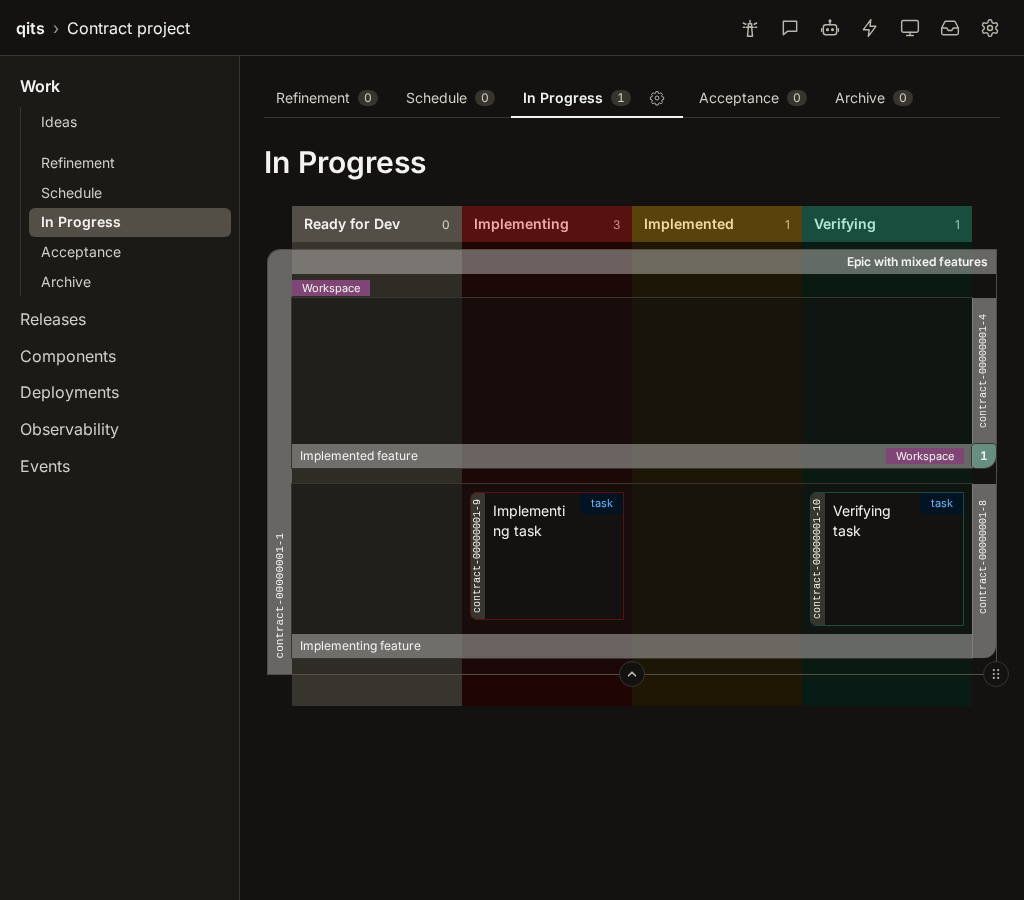 qits › Contract project
Work
Ideas
Refinement
Schedule
In Progress
Acceptance
Archive
Releases
Components
Deployments
Observability
Events
Refinement 0
Schedule 0
In Progress 1
Acceptance 0
Archive 0
In Progress
Ready for Dev 0
Implementing 3
Implemented 1
Verifying 1
Epic with mixed features
Workspace
contract-00000001-4
Implemented feature
Workspace
1
contract-00000001-1
contract-00000001-9
Implementi
ng task
task
contract-00000001-10
Verifying
task
task
contract-00000001-8
Implementing feature